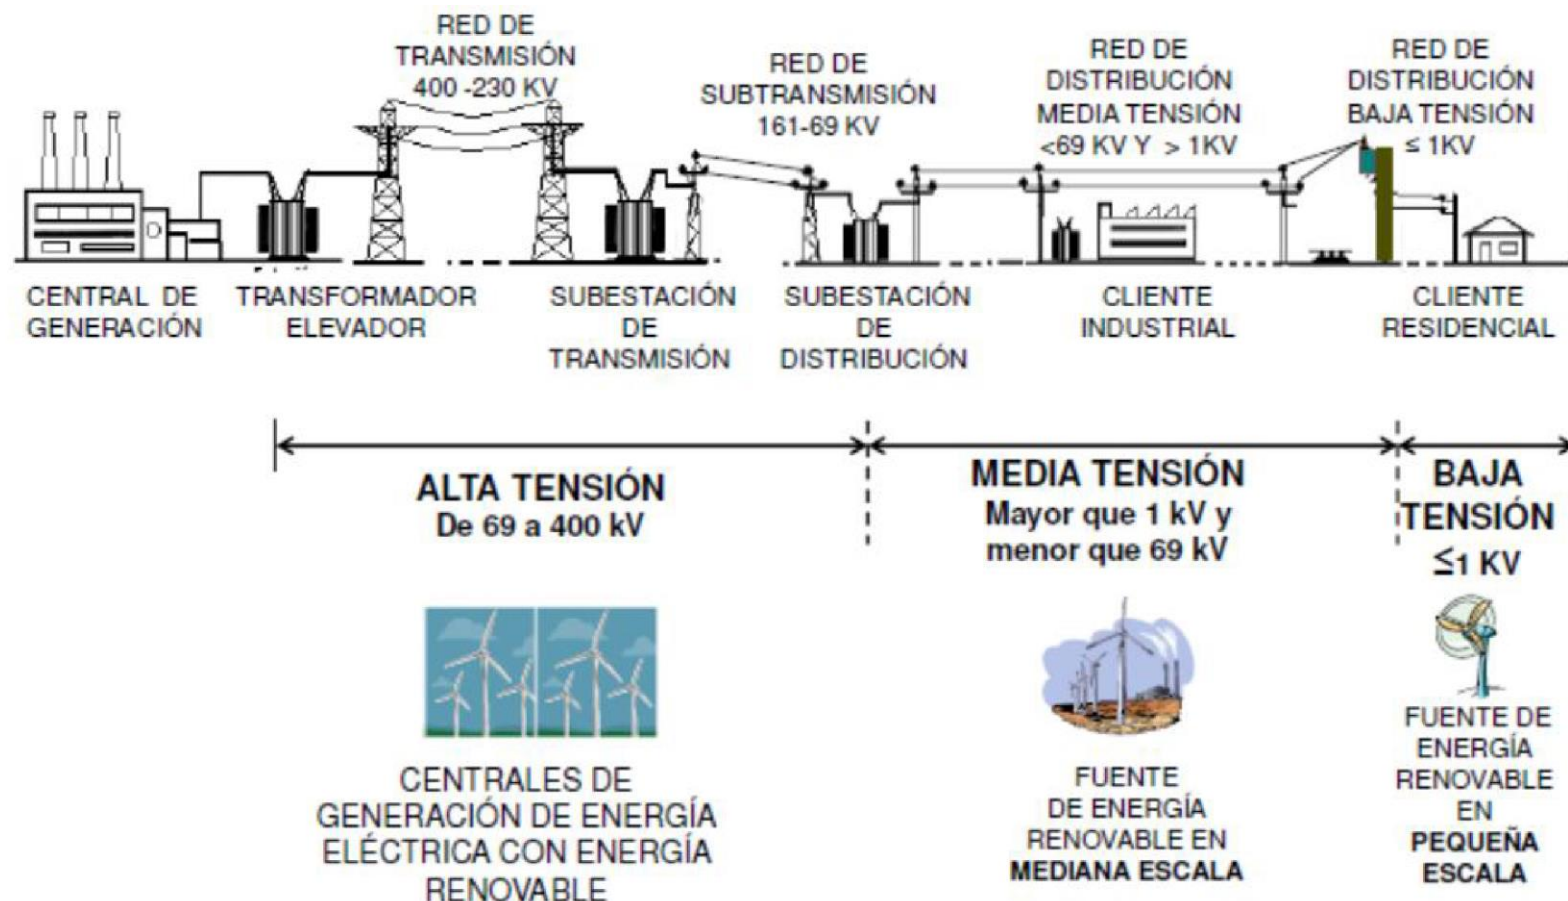 RED DE
TRANSMISIÓN
400 -230 KV
RED DE
SUBTRANSMISIÓN
161-69 KV
RED DE
DISTRIBUCIÓN
MEDIA TENSIÓN
<69 KV Y > 1KV
RED DE
DISTRIBUCIÓN
BAJA TENSIÓN
≤ 1KV
CENTRAL DE
GENERACIÓN
TRANSFORMADOR
ELEVADOR
SUBESTACIÓN
DE
TRANSMISIÓN
SUBESTACIÓN
DE
DISTRIBUCIÓN
CLIENTE
INDUSTRIAL
CLIENTE
RESIDENCIAL
ALTA TENSIÓN
De 69 a 400 kV
MEDIA TENSIÓN
Mayor que 1 kV y
menor que 69 kV
BAJA
TENSIÓN
≤1 KV
CENTRALES DE
GENERACIÓN DE ENERGÍA
ELÉCTRICA CON ENERGÍA
RENOVABLE
FUENTE
DE ENERGÍA
RENOVABLE EN
MEDIANA ESCALA
FUENTE DE
ENERGÍA
RENOVABLE
EN
PEQUEÑA
ESCALA